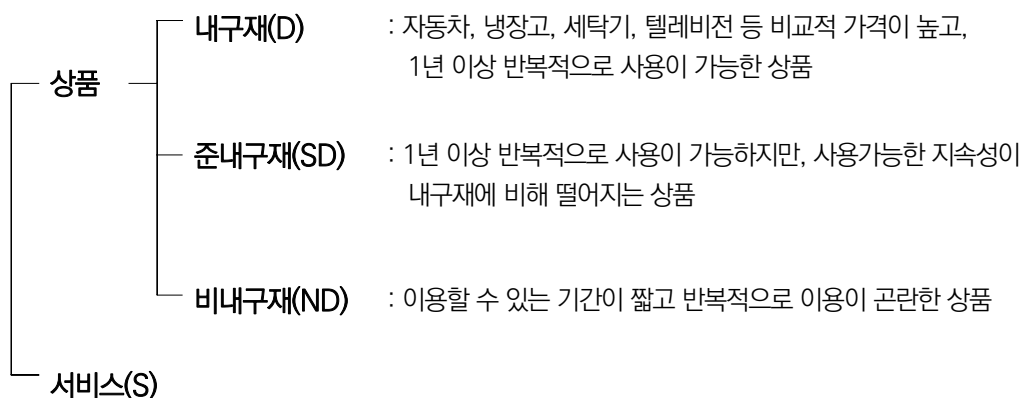 내구재(D) : 자동차, 냉장고, 세탁기, 텔레비전 등 비교적 가격이 높고,
1년 이상 반복적으로 사용이 가능한 상품
상품
준내구재(SD) : 1년 이상 반복적으로 사용이 가능하지만, 사용가능한 지속성이
내구재에 비해 떨어지는 상품
비내구재(ND) : 이용할 수 있는 기간이 짧고 반복적으로 이용이 곤란한 상품
서비스(S)